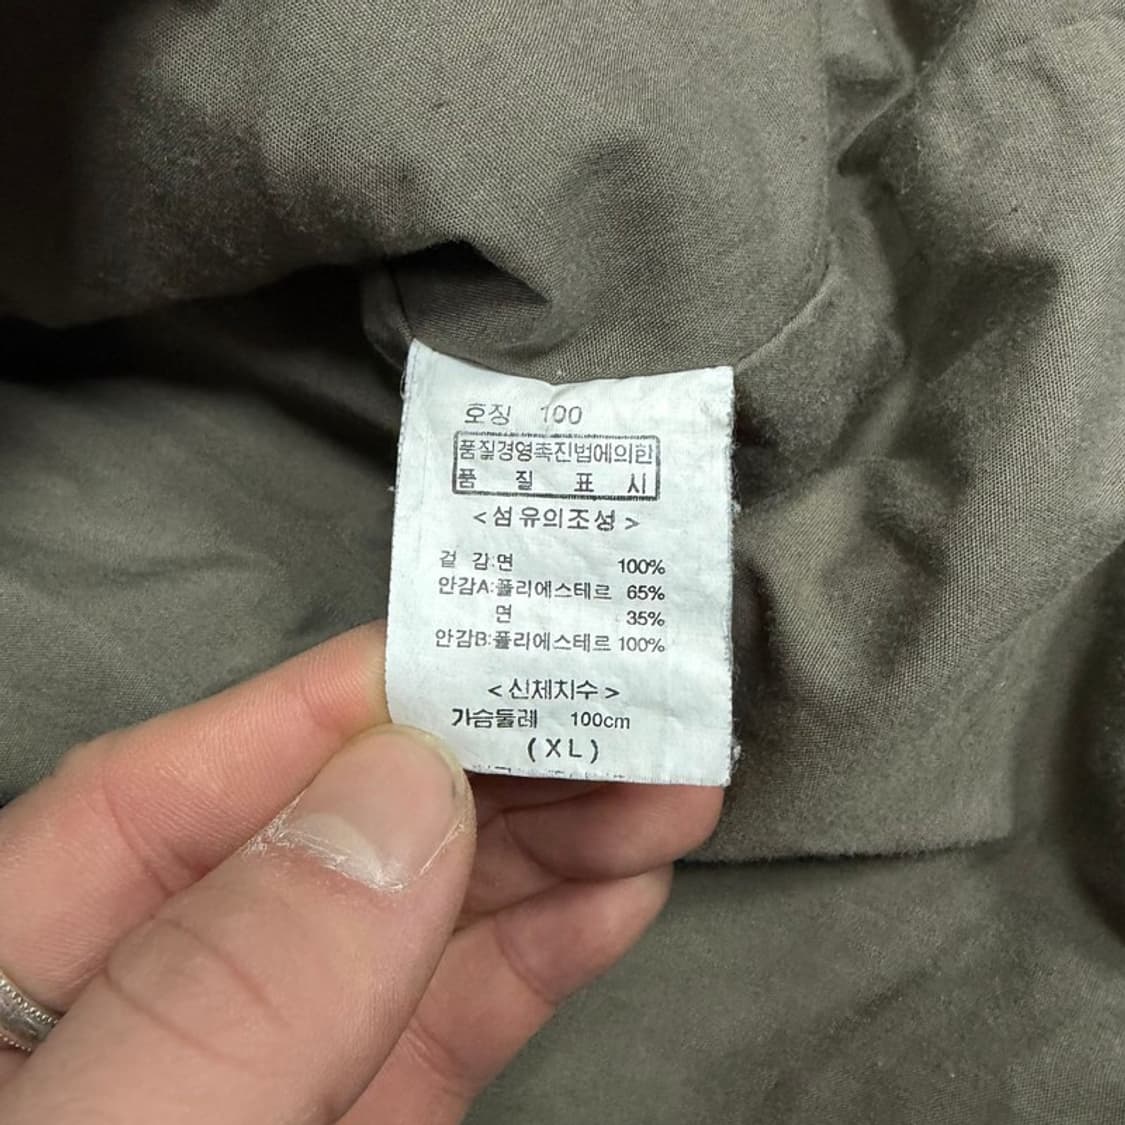 호칭 100
품질경영촉진법에의한
품 질 표 시
<섬유의조성>
겉 감:면 100%
안감A:폴리에스테르 65%
면 35%
안감B:폴리에스테르 100%
<신체치수>
가슴둘레 100cm
(XL)